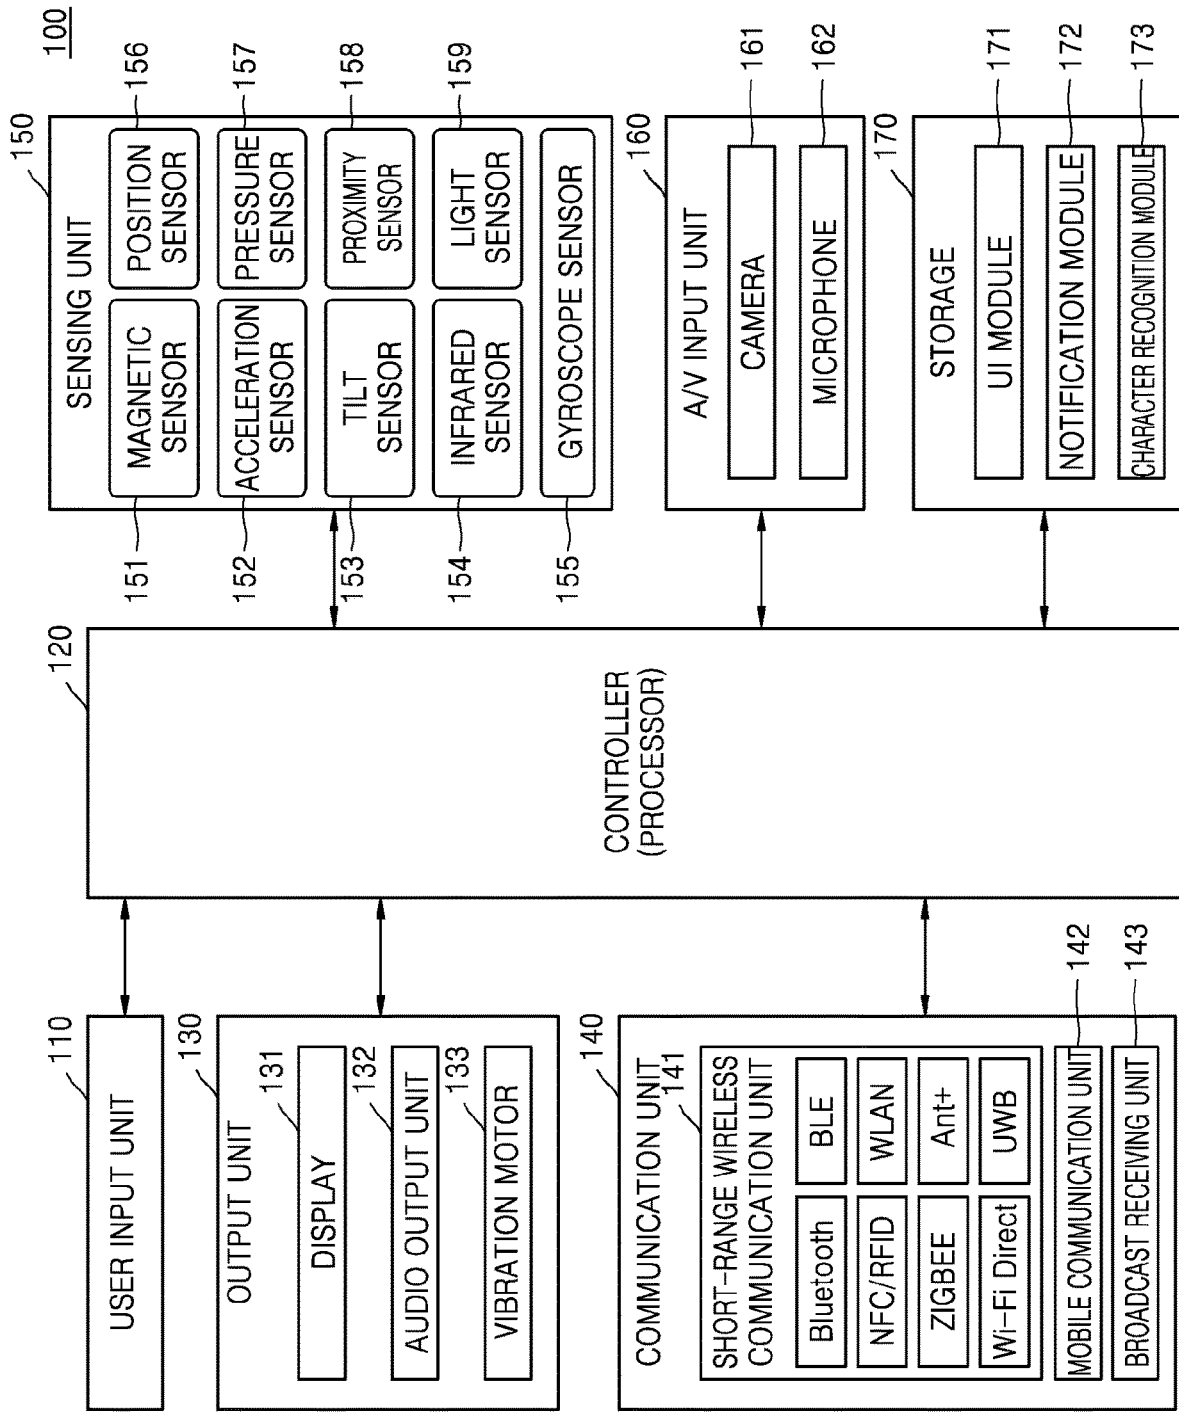 100
110
USER INPUT UNIT
130
OUTPUT UNIT
131
DISPLAY
132
AUDIO OUTPUT UNIT
133
VIBRATION MOTOR
140
COMMUNICATION UNIT
141
SHORT-RANGE WIRELESS
COMMUNICATION UNIT
Bluetooth
BLE
NFC/RFID
WLAN
ZIGBEE
Ant+
Wi-Fi Direct
UWB
MOBILE COMMUNICATION UNIT
142
BROADCAST RECEIVING UNIT
143
120
CONTROLLER
(PROCESSOR)
150
SENSING UNIT
151
MAGNETIC
SENSOR
POSITION
SENSOR
156
152
ACCELERATION
SENSOR
PRESSURE
SENSOR
157
153
TILT
SENSOR
PROXIMITY
SENSOR
158
154
INFRARED
SENSOR
LIGHT
SENSOR
159
155
GYROSCOPE SENSOR
160
A/V INPUT UNIT
CAMERA
161
MICROPHONE
162
170
STORAGE
UI MODULE
171
NOTIFICATION MODULE
172
CHARACTER RECOGNITION MODULE
173